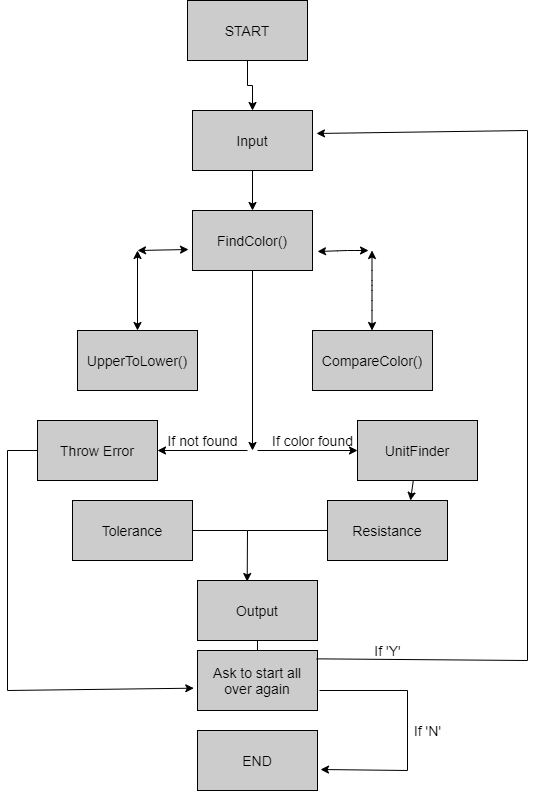 START
Input
FindColor()
UpperToLower()
CompareColor()
If not found
If color found
Throw Error
UnitFinder
Tolerance
Resistance
Output
If 'Y'
Ask to start all
over again
If 'N'
END